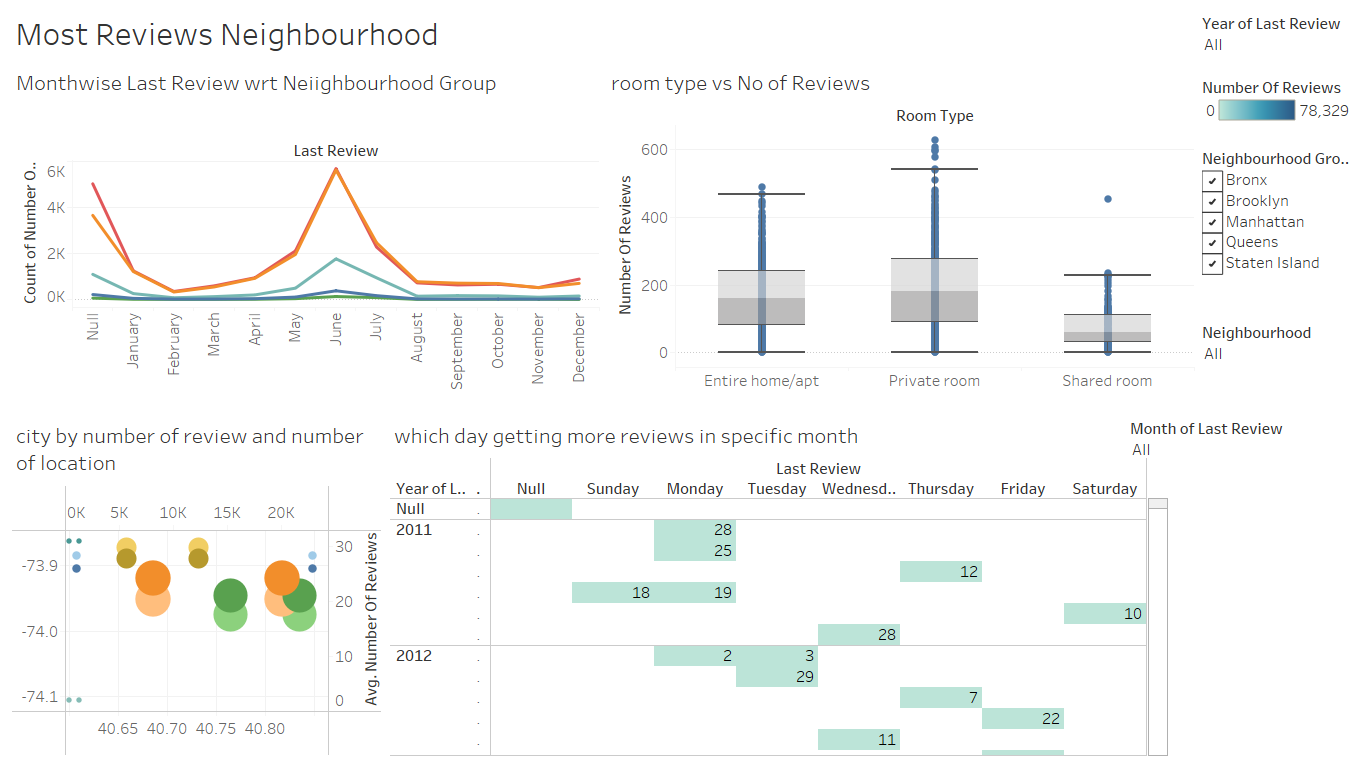 Most Reviews Neighbourhood
Year of Last Review
All
Number Of Reviews
0 78,329
Neighbourhood Gro..
Bronx
Brooklyn
Manhattan
Queens
Staten Island
Neighbourhood
All
Monthwise Last Review wrt Neiighbourhood Group
Last Review
Count of Number O..
6K
4K
2K
0K
Null January February March April May June July August September October November December
room type vs No of Reviews
Room Type
Number Of Reviews
600
400
200
0
Entire home/apt Private room Shared room
city by number of review and number
of location
0K 5K 10K 15K 20K
-73.9
-74.0
-74.1
30
20
10
0
Avg. Number Of Reviews
40.65 40.70 40.75 40.80
which day getting more reviews in specific month
Month of Last Review
All
Last Review
Year of L.. . Null Sunday Monday Tuesday Wednesd.. Thursday Friday Saturday
Null .
2011 . 28
. 25
. 12
. 18 19
. 10
. 28
2012 . 2 3
. 29
. 7
. 22
. 11